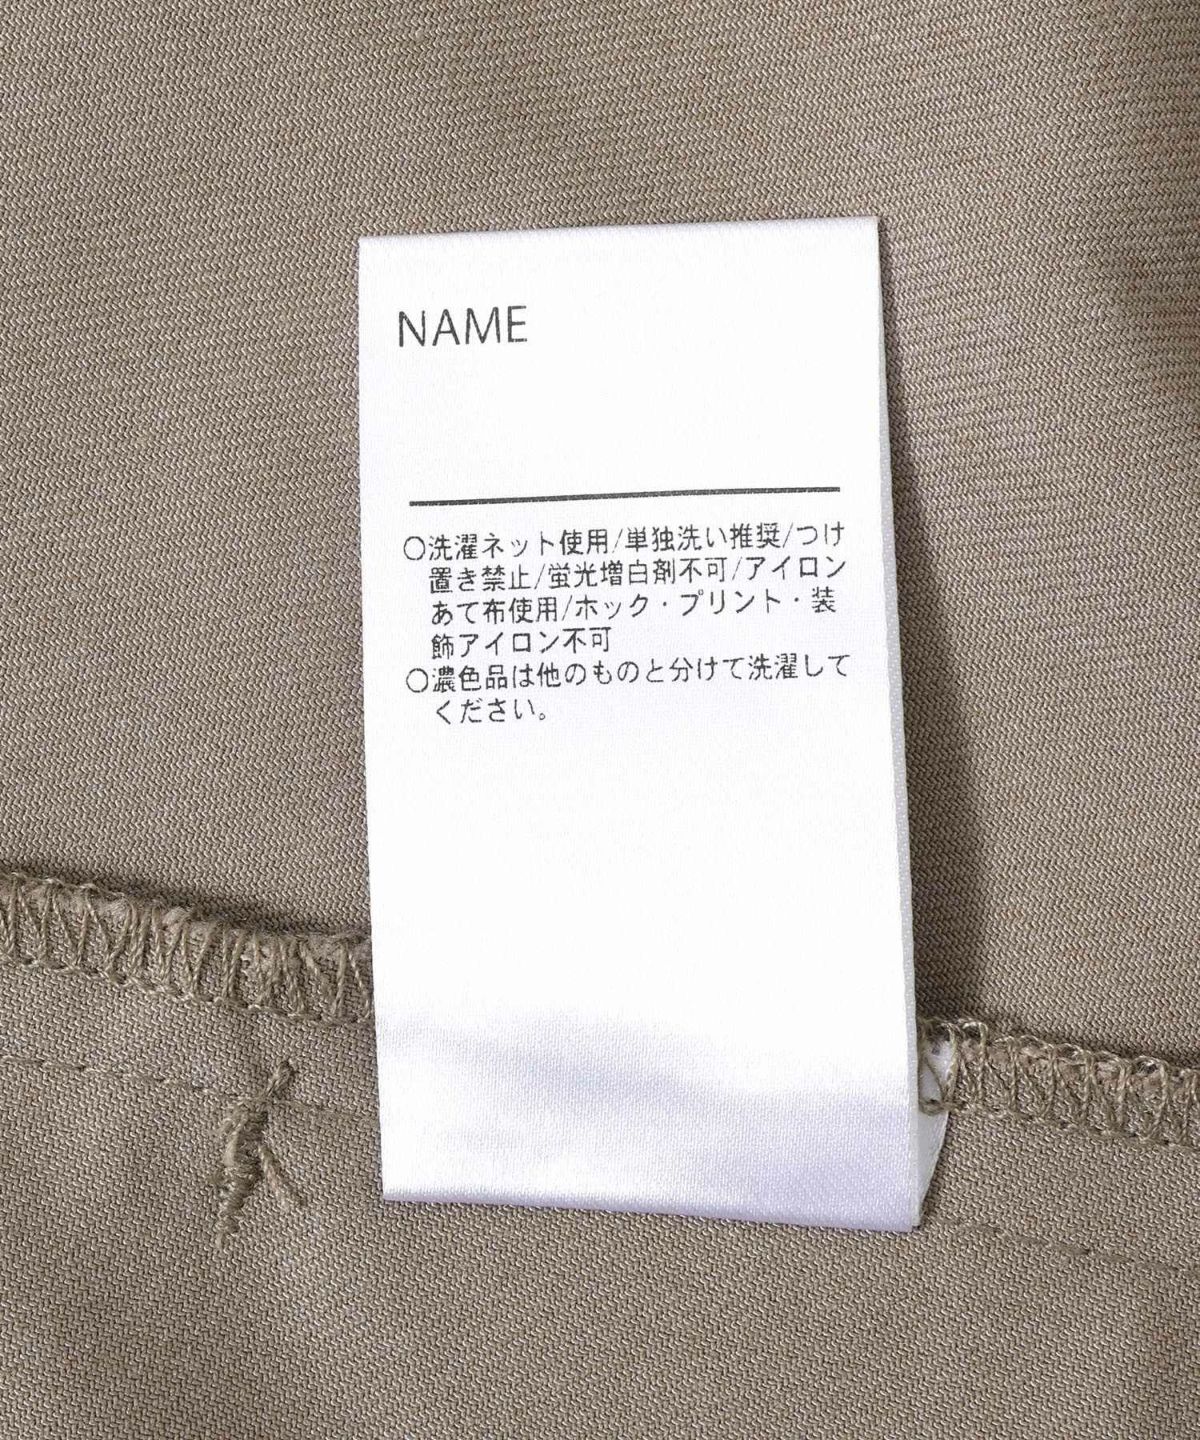 NAME
○洗濯ネット使用/単独洗い推奨/つけ
置き禁止/蛍光増白剤不可/アイロン
あて布使用/ホック・プリント・装
飾アイロン不可
○濃色品は他のものと分けて洗濯して
ください。